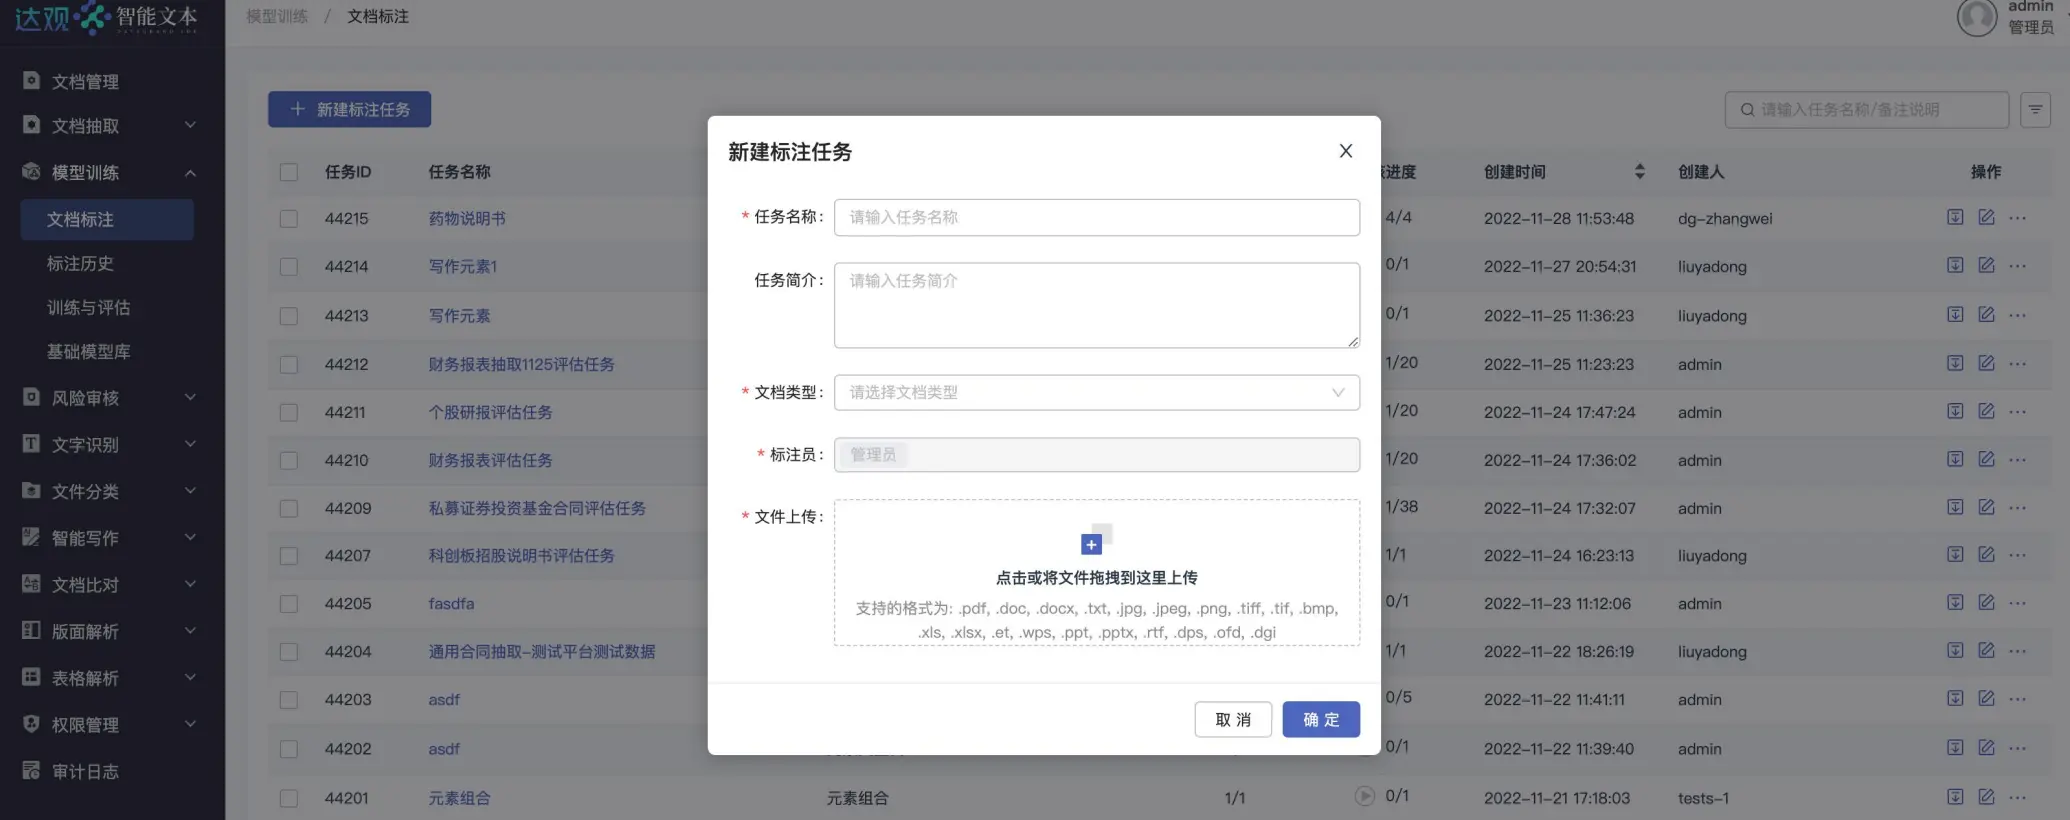 达观 智能文本
模型训练 / 文档标注
admin
管理员
文档管理
文档抽取
模型训练
文档标注
标注历史
训练与评估
基础模型库
风险审核
文字识别
文件分类
智能写作
文档比对
版面解析
表格解析
权限管理
审计日志
+ 新建标注任务
请输入任务名称/备注说明
任务ID 任务名称 进度 创建时间 创建人 操作
44215 药物说明书 4/4 2022-11-28 11:53:48 dg-zhangwei
44214 写作元素1 0/1 2022-11-27 20:54:31 liuyadong
44213 写作元素 0/1 2022-11-25 11:36:23 liuyadong
44212 财务报表抽取1125评估任务 1/20 2022-11-25 11:23:23 admin
44211 个股研报评估任务 1/20 2022-11-24 17:47:24 admin
44210 财务报表评估任务 1/20 2022-11-24 17:36:02 admin
44209 私募证券投资基金合同评估任务 1/38 2022-11-24 17:32:07 admin
44207 科创板招股说明书评估任务 1/1 2022-11-24 16:23:13 liuyadong
44205 fasdfa 0/1 2022-11-23 11:12:06 admin
44204 通用合同抽取-测试平台测试数据 1/1 2022-11-22 18:26:19 liuyadong
44203 asdf 0/5 2022-11-22 11:41:11 admin
44202 asdf 0/1 2022-11-22 11:39:40 admin
44201 元素组合 元素组合 1/1 0/1 2022-11-21 17:18:03 tests-1
新建标注任务
* 任务名称: 请输入任务名称
任务简介: 请输入任务简介
* 文档类型: 请选择文档类型
* 标注员: 管理员
* 文件上传:
点击或将文件拖拽到这里上传
支持的格式为: .pdf, .doc, .docx, .txt, .jpg, .jpeg, .png, .tiff, .tif, .bmp,
.xls, .xlsx, .et, .wps, .ppt, .pptx, .rtf, .dps, .ofd, .dgi
取 消
确 定